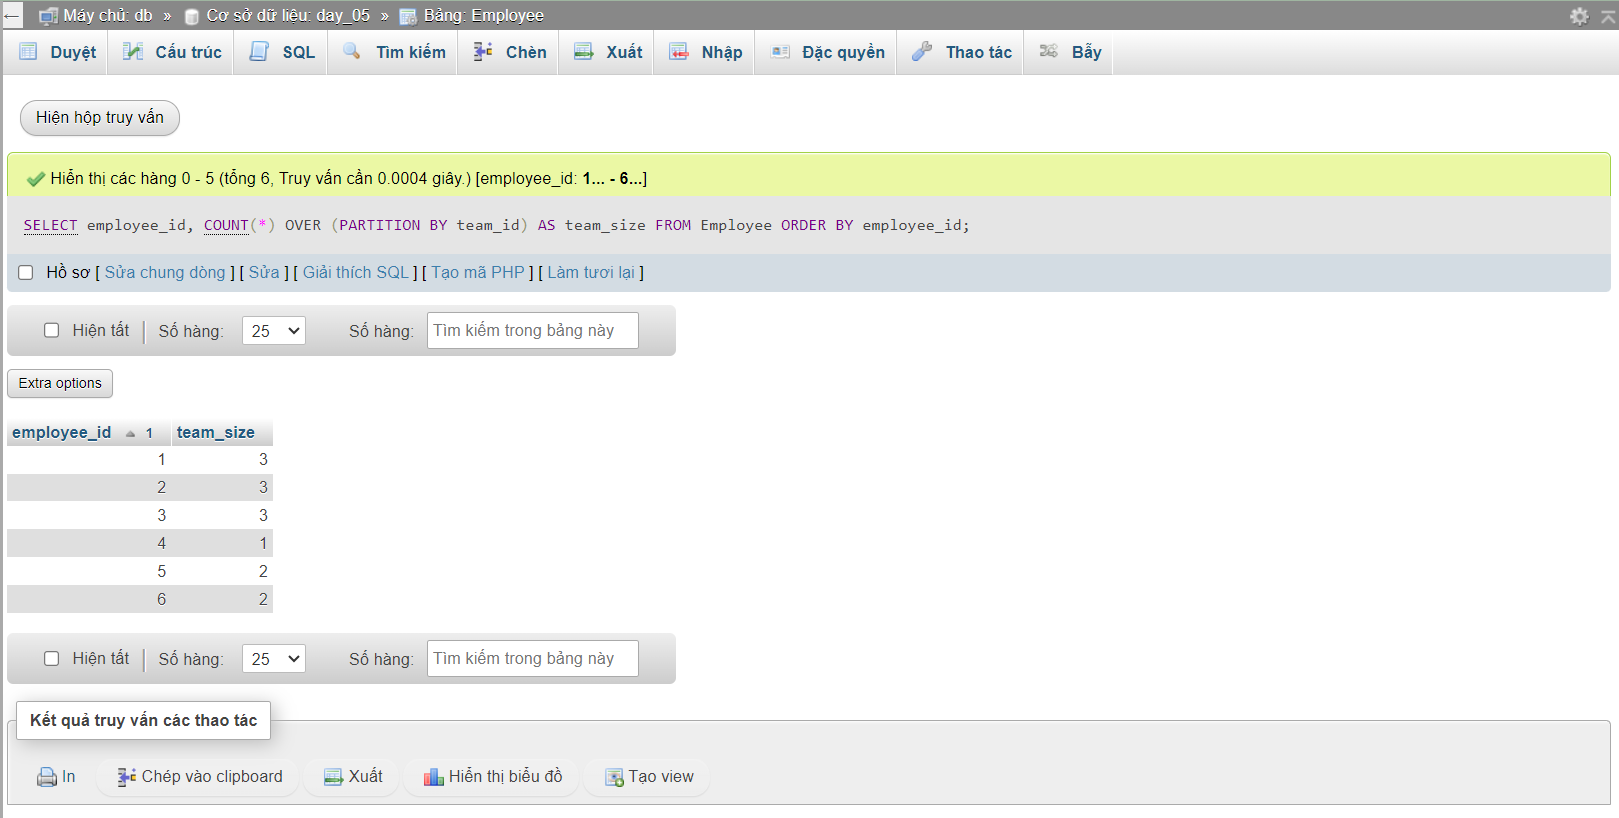 ← Máy chủ: db » Cơ sở dữ liệu: day_05 » Bảng: Employee
Duyệt Cấu trúc SQL Tìm kiếm Chèn Xuất Nhập Đặc quyền Thao tác Bẫy
Hiện hộp truy vấn
Hiển thị các hàng 0 - 5 (tổng 6, Truy vấn cần 0.0004 giây.) [employee_id: 1... - 6...]
SELECT employee_id, COUNT(*) OVER (PARTITION BY team_id) AS team_size FROM Employee ORDER BY employee_id;
Hồ sơ [ Sửa chung dòng ] [ Sửa ] [ Giải thích SQL ] [ Tạo mã PHP ] [ Làm tươi lại ]
Hiện tất Số hàng: 25 Số hàng: Tìm kiếm trong bảng này
Extra options
employee_id 1 team_size
1 3
2 3
3 3
4 1
5 2
6 2
Hiện tất Số hàng: 25 Số hàng: Tìm kiếm trong bảng này
Kết quả truy vấn các thao tác
In Chép vào clipboard Xuất Hiển thị biểu đồ Tạo view